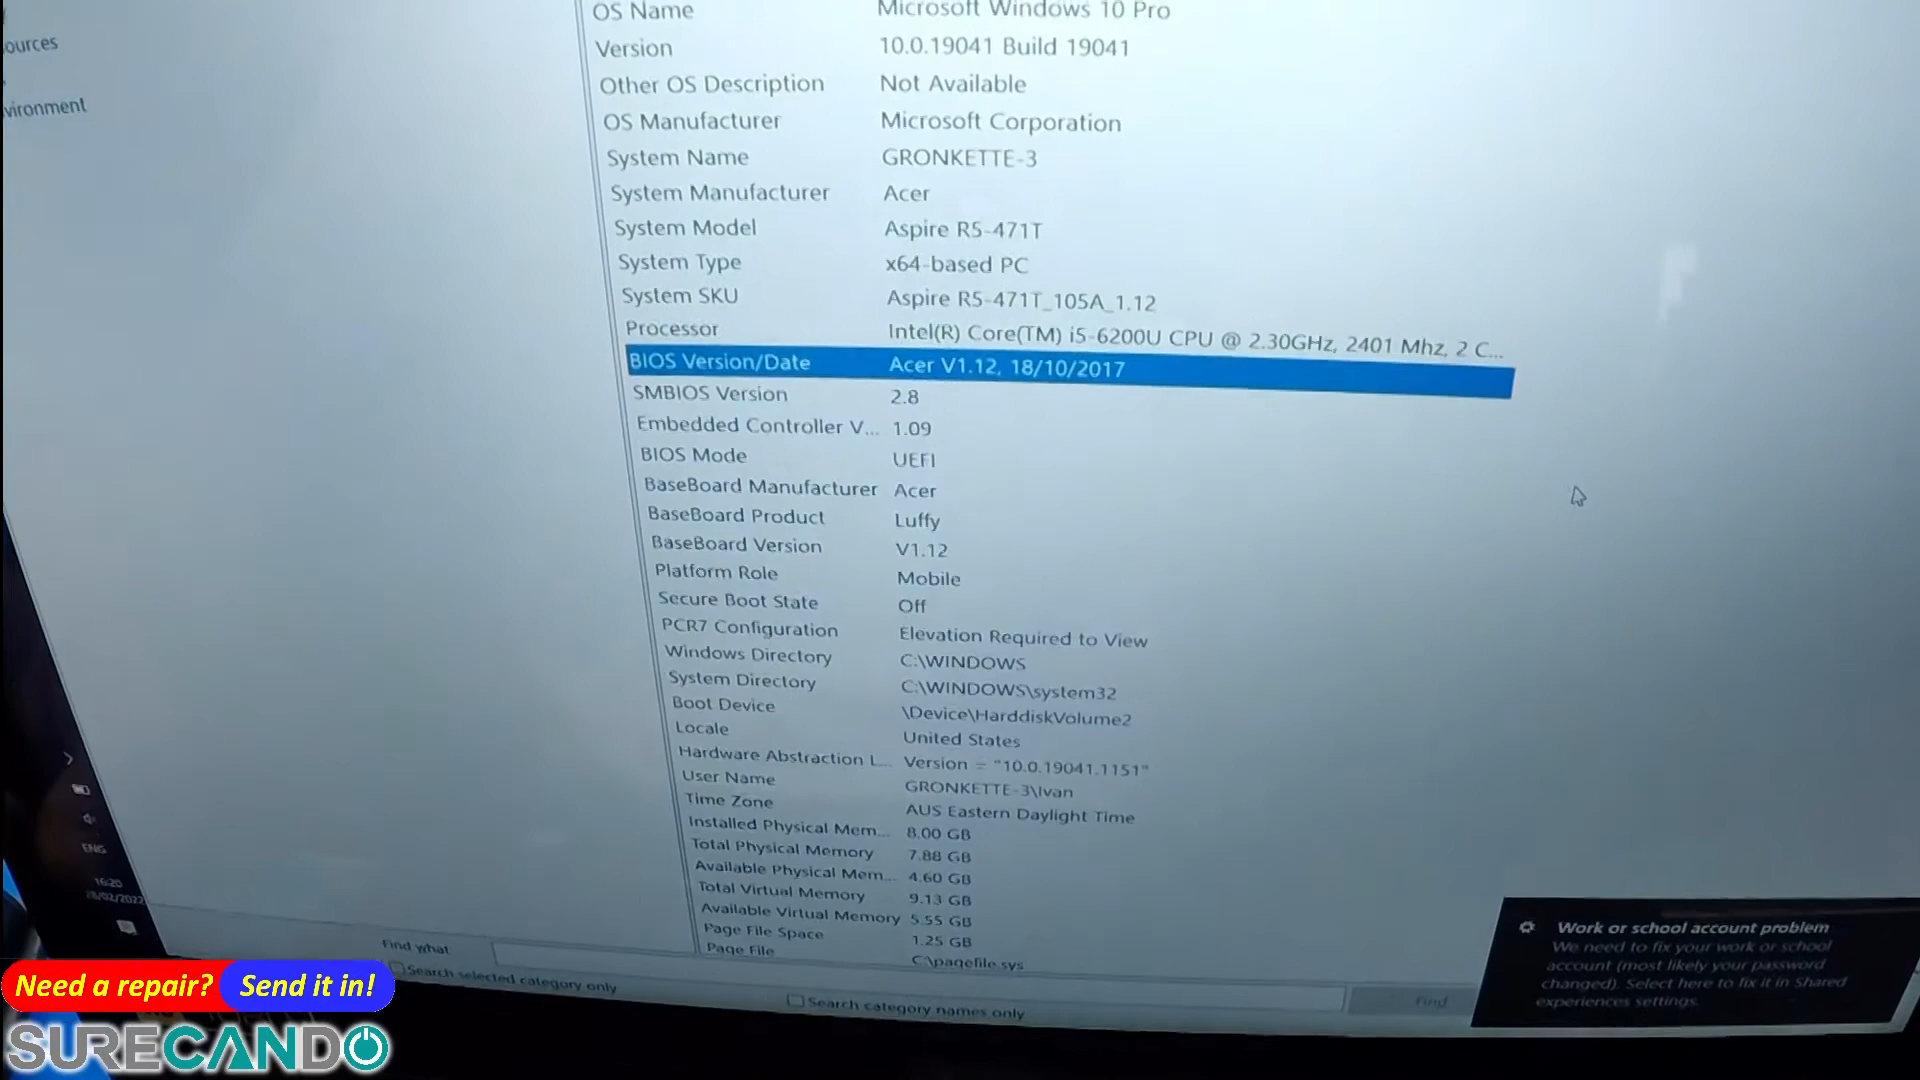 ources
vironment
OS Name Microsoft Windows 10 Pro
Version 10.0.19041 Build 19041
Other OS Description Not Available
OS Manufacturer Microsoft Corporation
System Name GRONKETTE-3
System Manufacturer Acer
System Model Aspire R5-471T
System Type x64-based PC
System SKU Aspire R5-471T_105A_1.12
Processor Intel(R) Core(TM) i5-6200U CPU @ 2.30GHz, 2401 Mhz, 2 C...
BIOS Version/Date Acer V1.12, 18/10/2017
SMBIOS Version 2.8
Embedded Controller V... 1.09
BIOS Mode UEFI
BaseBoard Manufacturer Acer
BaseBoard Product Luffy
BaseBoard Version V1.12
Platform Role Mobile
Secure Boot State Off
PCR7 Configuration Elevation Required to View
Windows Directory C:\WINDOWS
System Directory C:\WINDOWS\system32
Boot Device \Device\HarddiskVolume2
Locale United States
Hardware Abstraction L... Version = "10.0.19041.1151"
User Name GRONKETTE-3\Ivan
Time Zone AUS Eastern Daylight Time
Installed Physical Mem... 8.00 GB
Total Physical Memory 7.88 GB
Available Physical Mem... 4.60 GB
Total Virtual Memory 9.13 GB
Available Virtual Memory 5.55 GB
Page File Space 1.25 GB
Page File C:\pagefile.sys
ENG
16:20
28/02/2022
Find what
Find
Search selected category only
Search category names only
Work or school account problem
We need to fix your work or school
account (most likely your password
changed). Select here to fix it in Shared
experiences settings.
Need a repair? Send it in!
SURECANDO